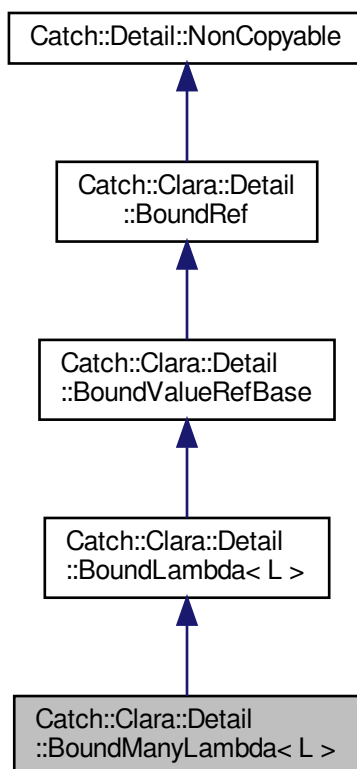 Catch::Detail::NonCopyable
Catch::Clara::Detail
::BoundRef
Catch::Clara::Detail
::BoundValueRefBase
Catch::Clara::Detail
::BoundLambda< L >
Catch::Clara::Detail
::BoundManyLambda< L >